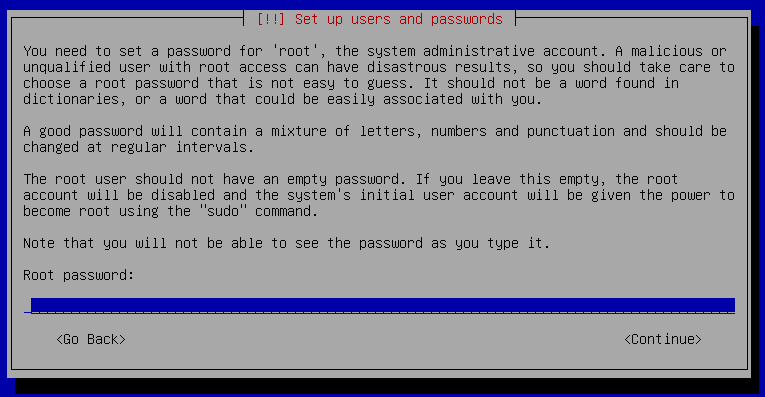 [!!] Set up users and passwords
You need to set a password for 'root', the system administrative account. A malicious or
unqualified user with root access can have disastrous results, so you should take care to
choose a root password that is not easy to guess. It should not be a word found in
dictionaries, or a word that could be easily associated with you.
A good password will contain a mixture of letters, numbers and punctuation and should be
changed at regular intervals.
The root user should not have an empty password. If you leave this empty, the root
account will be disabled and the system's initial user account will be given the power to
become root using the "sudo" command.
Note that you will not be able to see the password as you type it.
Root password:
<Go Back> <Continue>